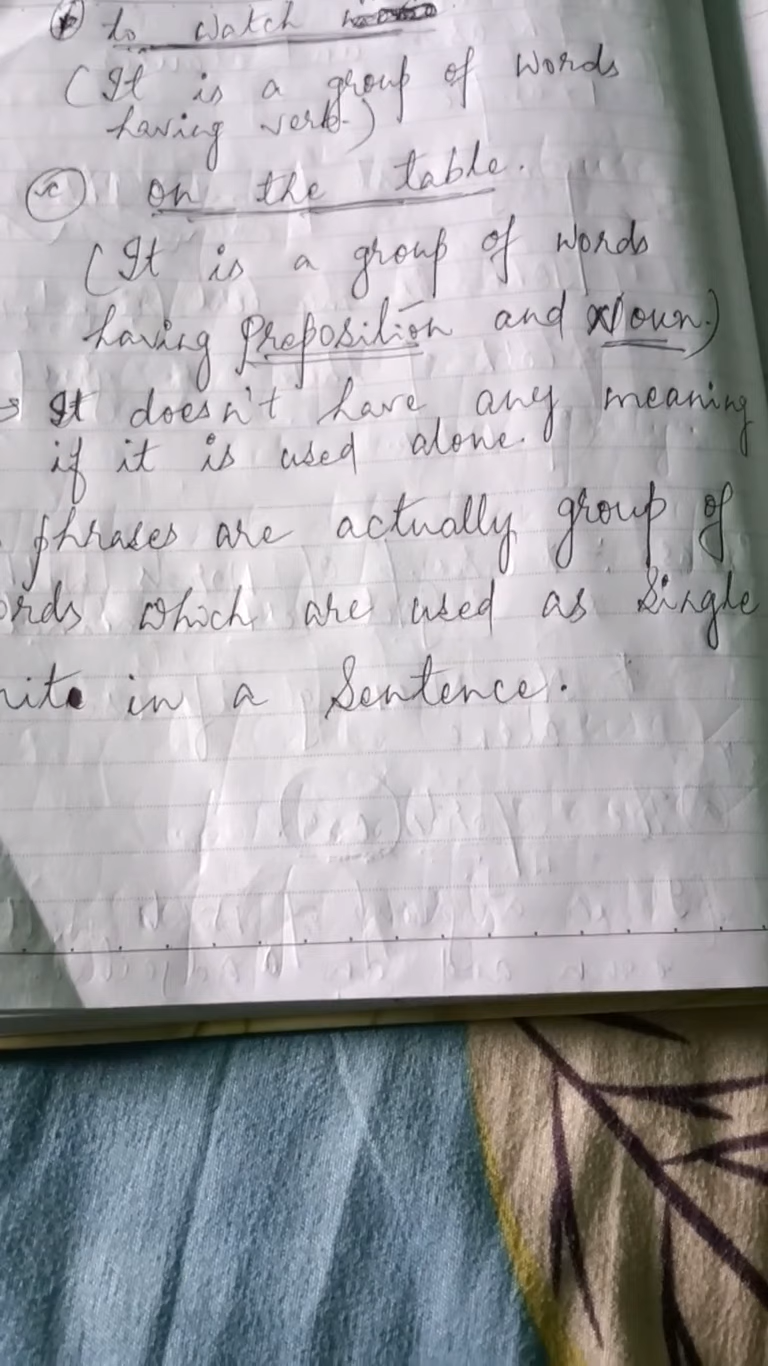 (b) to watch
(It is a group of words
having verb.)
(c) on the table.
(It is a group of words
having Preposition and Noun.)
It doesn't have any meaning
if it is used alone.
phrases are actually group of
ords which are used as single
nite in a Sentence.